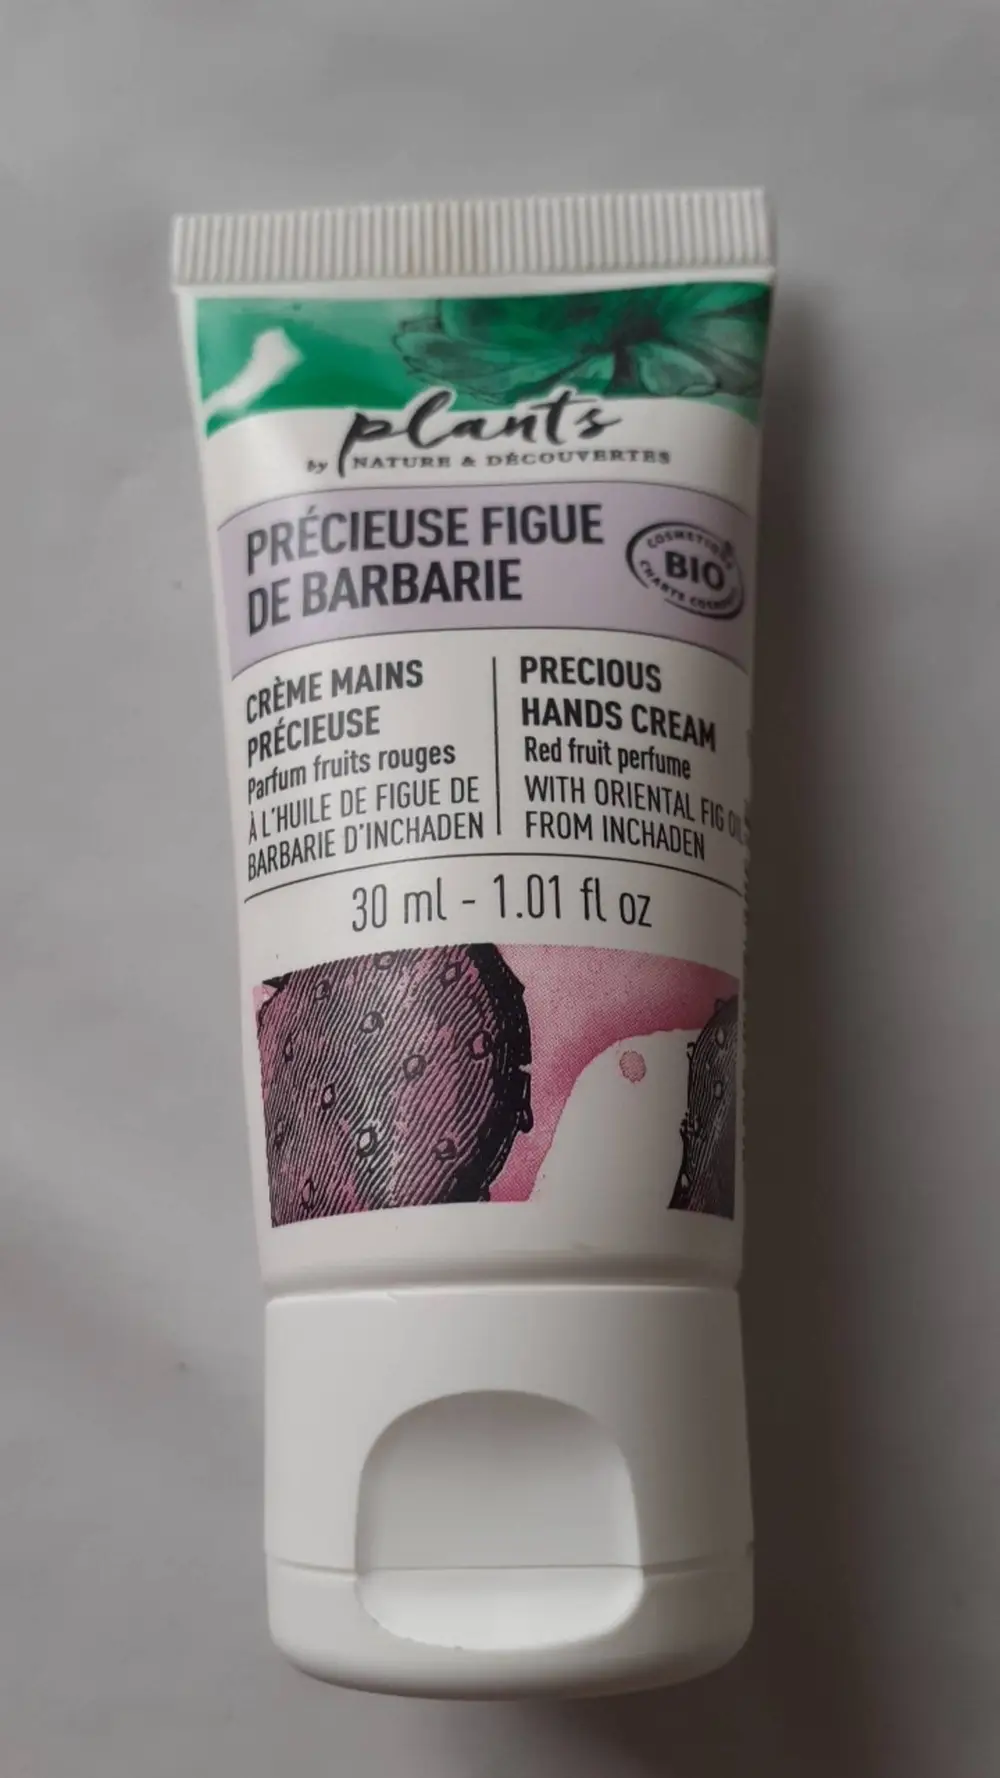 plants
by NATURE & DÉCOUVERTES
PRÉCIEUSE FIGUE
DE BARBARIE
COSMETIQUE
BIO
CHARTE
CRÈME MAINS
PRÉCIEUSE
Parfum fruits rouges
À L'HUILE DE FIGUE DE
BARBARIE D'INCHADEN
PRECIOUS
HANDS CREAM
Red fruit perfume
WITH ORIENTAL FIG OIL
FROM INCHADEN
30 ml - 1.01 fl oz